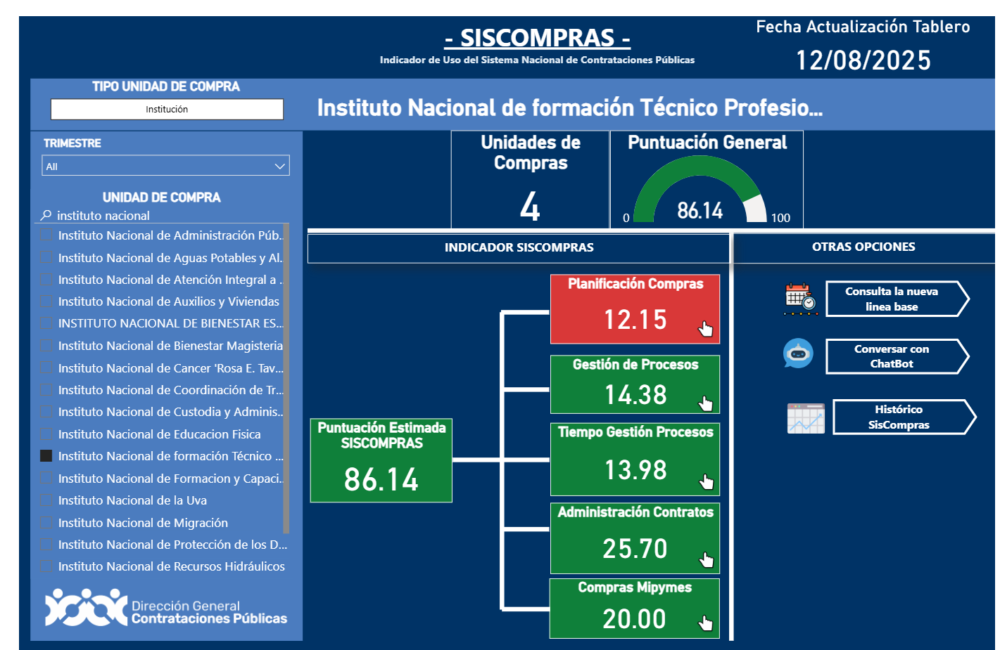 - SISCOMPRAS -
Indicador de Uso del Sistema Nacional de Contrataciones Públicas
Fecha Actualización Tablero
12/08/2025
TIPO UNIDAD DE COMPRA
Institución
Instituto Nacional de formación Técnico Profesio...
TRIMESTRE
All
UNIDAD DE COMPRA
instituto nacional
Instituto Nacional de Administración Púb..
Instituto Nacional de Aguas Potables y Al..
Instituto Nacional de Atención Integral a ..
Instituto Nacional de Auxilios y Viviendas
INSTITUTO NACIONAL DE BIENESTAR ES...
Instituto Nacional de Bienestar Magisteria
Instituto Nacional de Cancer 'Rosa E. Tav...
Instituto Nacional de Coordinación de Tr...
Instituto Nacional de Custodia y Adminis..
Instituto Nacional de Educacion Fisica
Instituto Nacional de formación Técnico ...
Instituto Nacional de Formacion y Capaci..
Instituto Nacional de la Uva
Instituto Nacional de Migración
Instituto Nacional de Protección de los D...
Instituto Nacional de Recursos Hidráulicos
Dirección General
Contrataciones Públicas
Unidades de
Compras
4
Puntuación General
86.14
0
100
INDICADOR SISCOMPRAS
Puntuación Estimada
SISCOMPRAS
86.14
Planificación Compras
12.15
Gestión de Procesos
14.38
Tiempo Gestión Procesos
13.98
Administración Contratos
25.70
Compras Mipymes
20.00
OTRAS OPCIONES
Consulta la nueva
linea base
Conversar con
ChatBot
Histórico
SisCompras